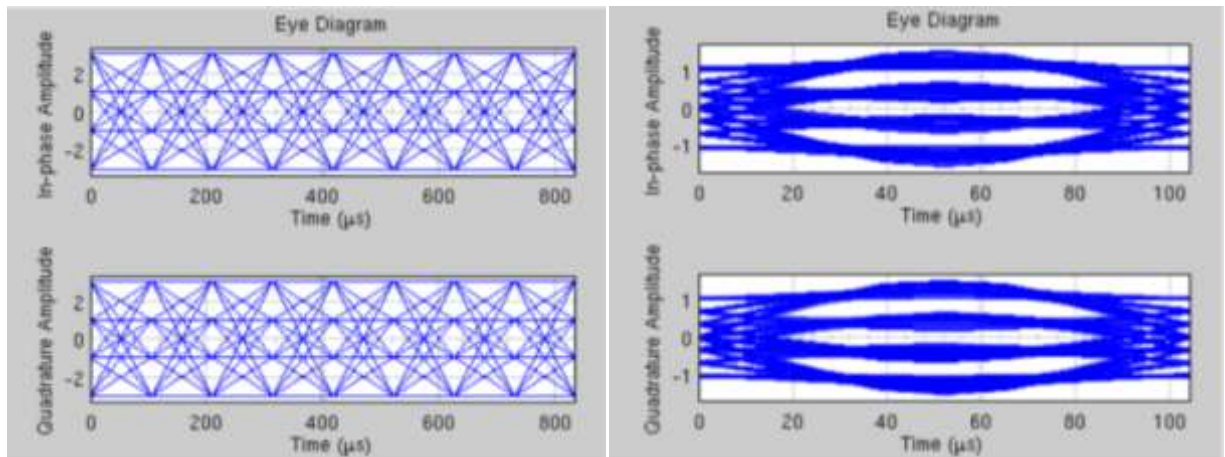 Eye Diagram
In-phase Amplitude
2
0
-2
0 200 400 600 800
Time (μs)
Quadrature Amplitude
2
0
-2
0 200 400 600 800
Time (μs)
Eye Diagram
In-phase Amplitude
1
0
-1
0 20 40 60 80 100
Time (μs)
Quadrature Amplitude
1
0
-1
0 20 40 60 80 100
Time (μs)